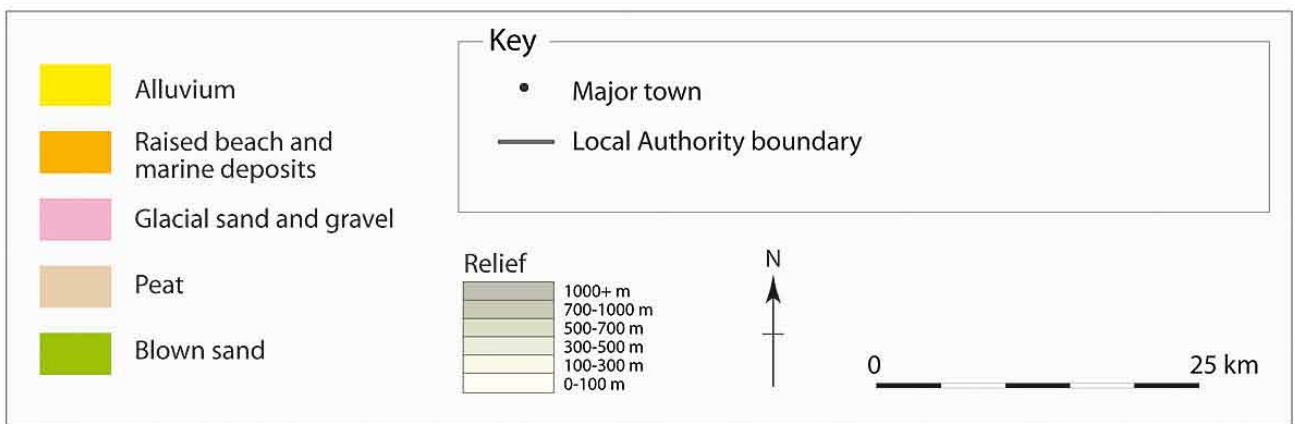 Key
Alluvium
Raised beach and
marine deposits
Glacial sand and gravel
Peat
Blown sand
Major town
Local Authority boundary
Relief
1000+ m
700-1000 m
500-700 m
300-500 m
100-300 m
0-100 m
N
0 25 km